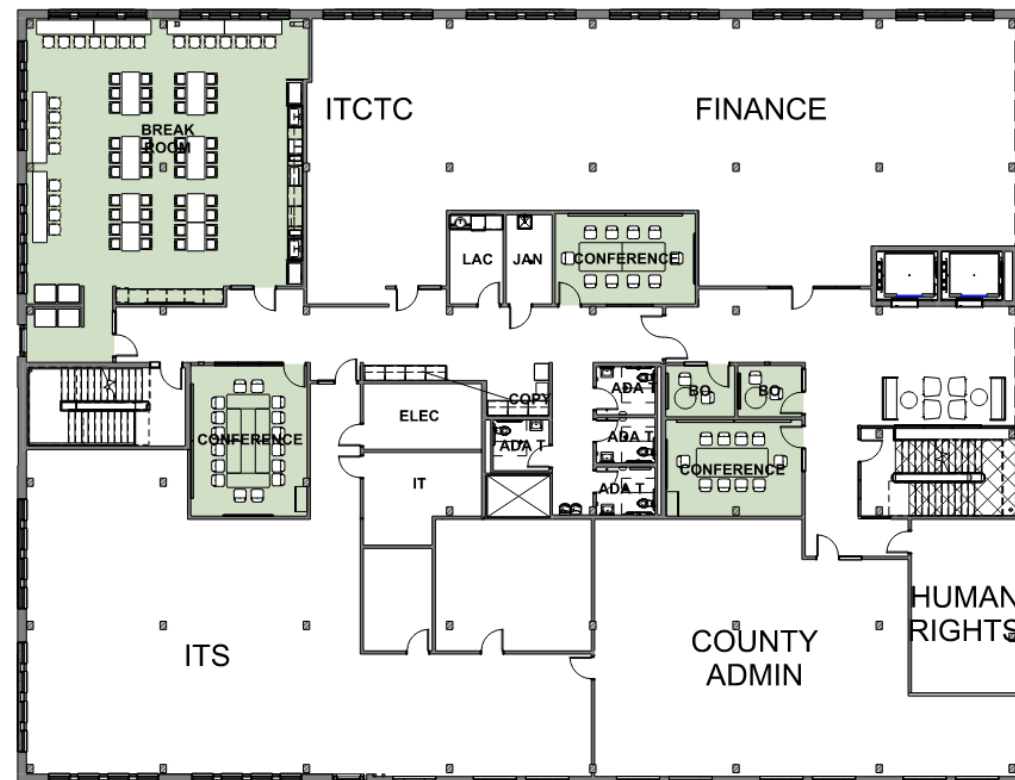 ITCTC
FINANCE
BREAK
ROOM
LAC
JAN
CONFERENCE
COPY
ELEC
CONFERENCE
ADA T
BO
BO
ADA T
ADA T
CONFERENCE
IT
ADA T
HUMAN
RIGHTS
COUNTY
ADMIN
ITS